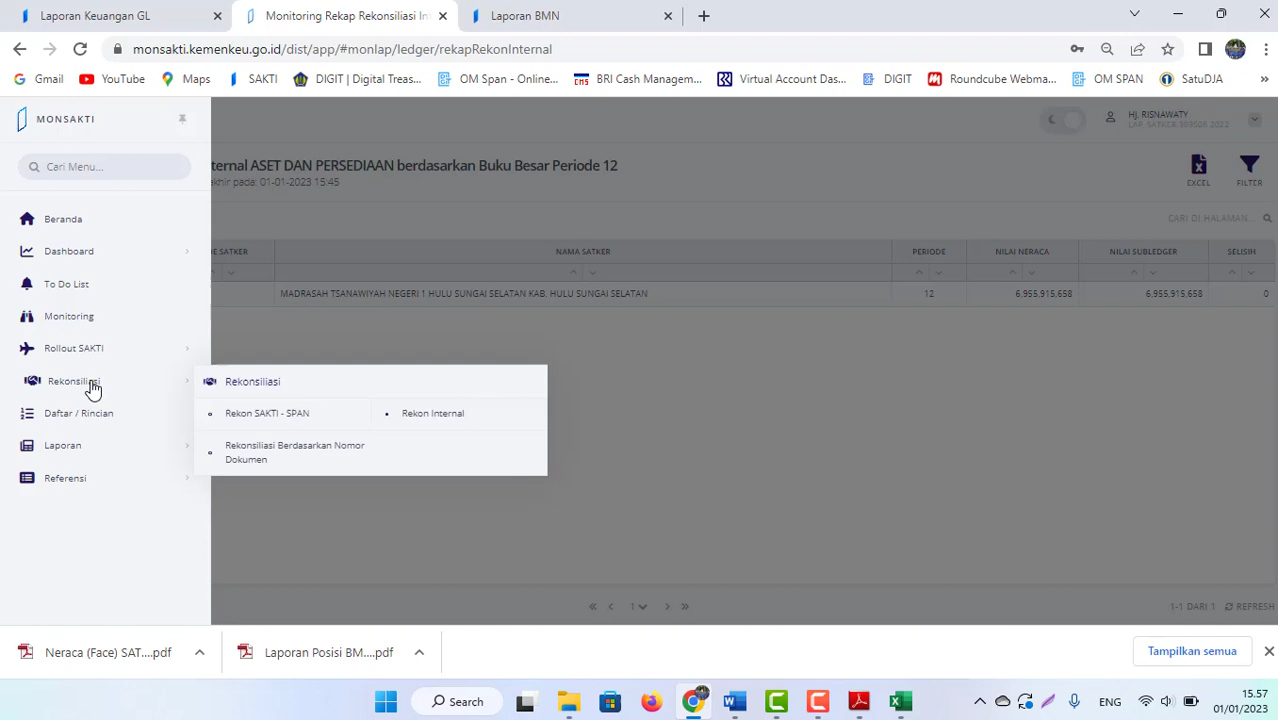 Laporan Keuangan GL
Monitoring Rekap Rekonsiliasi Int
Laporan BMN
monsakti.kemenkeu.go.id/dist/app/#monlap/ledger/rekapRekonInternal
Gmail
YouTube
Maps
SAKTI
DIGIT | Digital Treas...
OM Span - Online...
CMS
BRI Cash Managem...
Virtual Account Das...
DIGIT
Roundcube Webma...
OM SPAN
SatuDJA
»
MONSAKTI
HJ. RISNAWATY
Cari Menu...
ternal ASET DAN PERSEDIAAN berdasarkan Buku Besar Periode 12
akhir pada: 01-01-2023 15:45
EXCEL
FILTER
CARI DI HALAMAN...
Beranda
Dashboard
To Do List
Monitoring
Rollout SAKTI
Rekonsiliasi
Daftar / Rincian
Laporan
Referensi
DE SATKER
NAMA SATKER
PERIODE
NILAI NERACA
NILAI SUBLEDGER
SELISIH
MADRASAH TSANAWIYAH NEGERI 1 HULU SUNGAI SELATAN KAB. HULU SUNGAI SELATAN
12
6,955,915,658
6,955,915,658
0
Rekonsiliasi
Rekon SAKTI - SPAN
Rekon Internal
Rekonsiliasi Berdasarkan Nomor
Dokumen
1
1-1 DARI 1
REFRESH
Neraca (Face) SAT....pdf
Laporan Posisi BM....pdf
Tampilkan semua
Search
ENG
15.57
01/01/2023